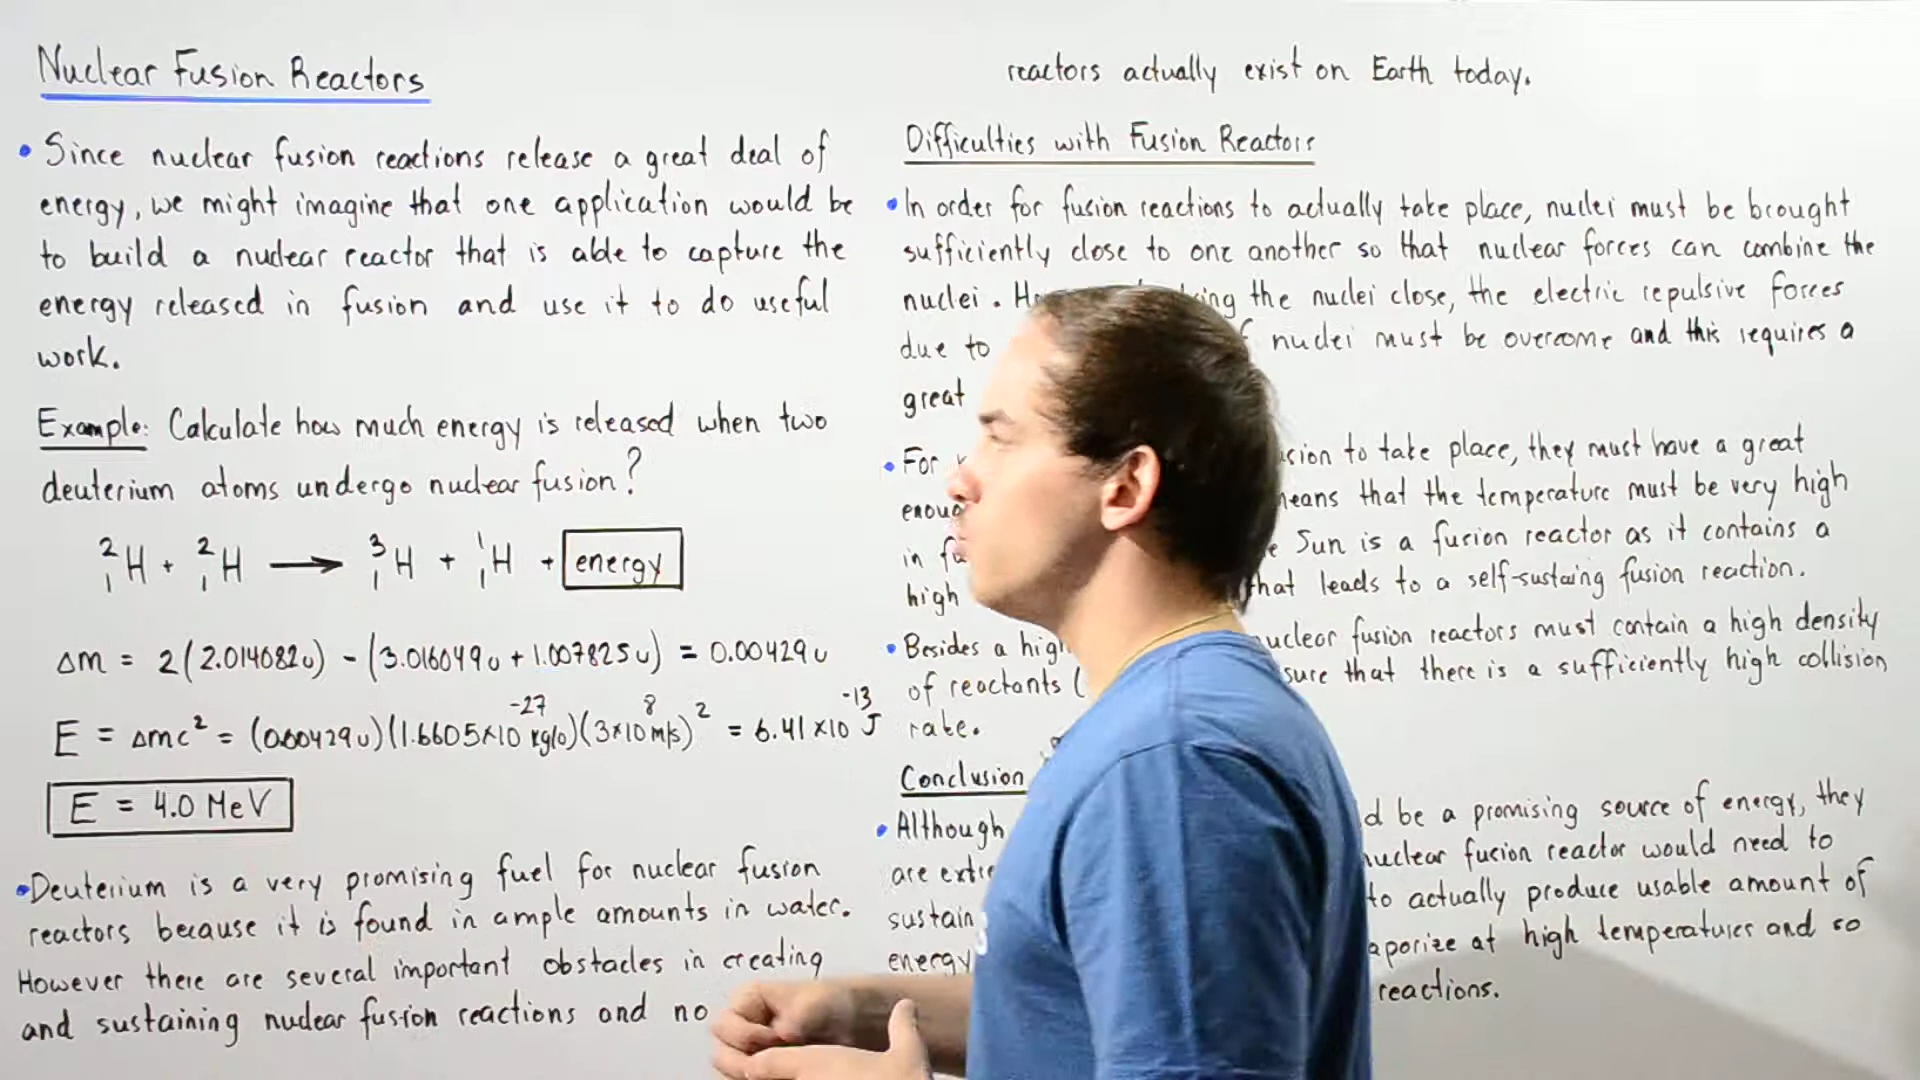 Nuclear Fusion Reactors
• Since nuclear fusion reactions release a great deal of
energy, we might imagine that one application would be
to build a nuclear reactor that is able to capture the
energy released in fusion and use it to do useful
work.
Example: Calculate how much energy is released when two
deuterium atoms undergo nuclear fusion?
²₁H + ²₁H ⟶ ³₁H + ¹₁H + energy
Δm = 2(2.014082u) - (3.016049u + 1.007825u) = 0.00429u
E = Δmc² = (0.00429u)(1.6605×10⁻²⁷ kg/u)(3×10⁸ m/s)² = 6.41×10⁻¹³ J
E = 4.0 MeV
• Deuterium is a very promising fuel for nuclear fusion
reactors because it is found in ample amounts in water.
However there are several important obstacles in creating
and sustaining nuclear fusion reactions and no
reactors actually exist on Earth today.
Difficulties with Fusion Reactors
• In order for fusion reactions to actually take place, nuclei must be brought
sufficiently close to one another so that nuclear forces can combine the
nuclei. the nuclei close, the electric repulsive forces
due to nuclei must be overcome and this requires a
great
• For to take place, they must have a great
means that the temperature must be very high
in Sun is a fusion reactor as it contains a
high that leads to a self-sustaing fusion reaction.
• Besides a high nuclear fusion reactors must contain a high density
of reactants ( sure that there is a sufficiently high collision
rate.
Conclusion
• Although be a promising source of energy, they
are nuclear fusion reactor would need to
sustain to actually produce usable amount of
energy at high temperatures and so
reactions.